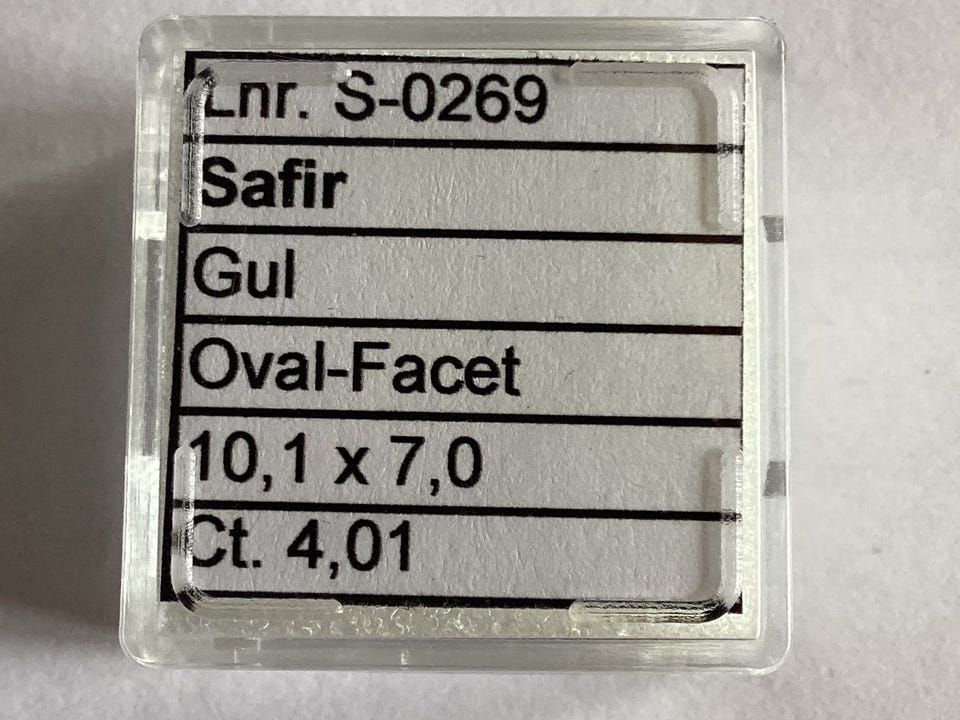 Lnr. S-0269
Safir
Gul
Oval-Facet
10,1 x 7,0
Ct. 4,01